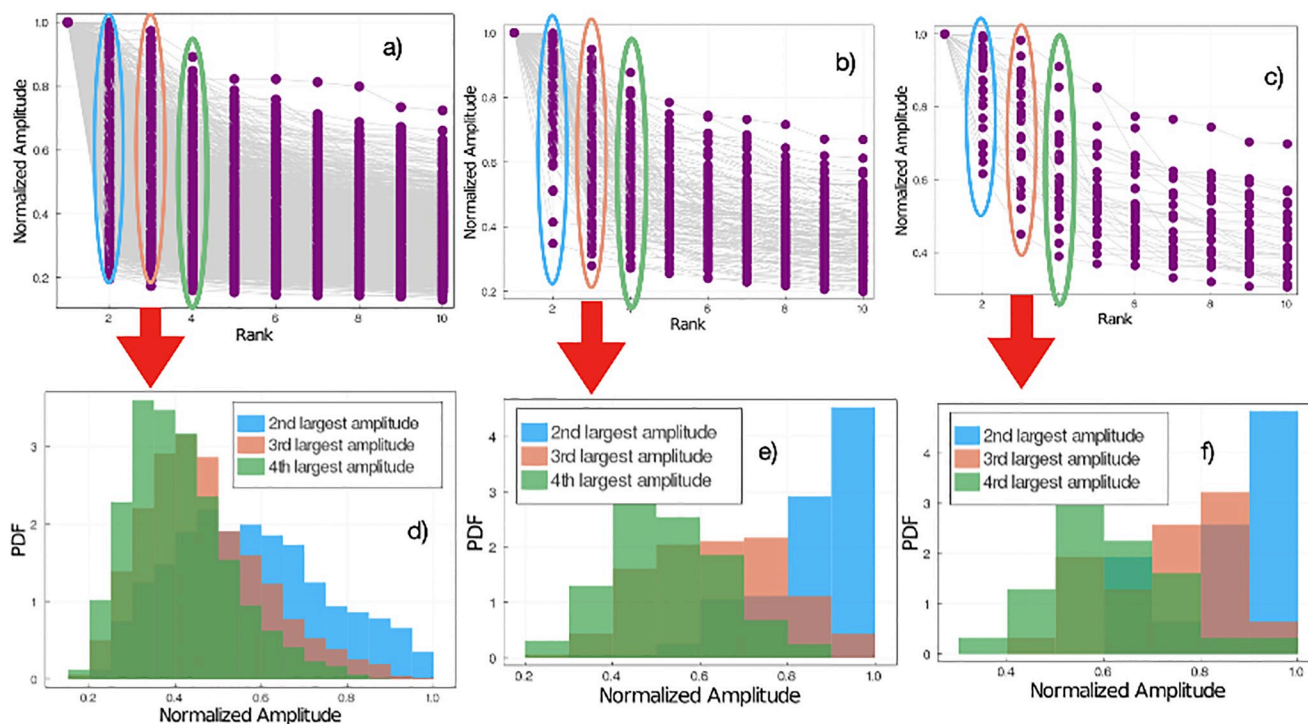 a)
Normalized Amplitude
1.0
0.8
0.6
0.4
0.2
2 4 6 8 10
Rank
b)
Normalized Amplitude
1.0
0.8
0.6
0.4
0.2
2 4 6 8 10
Rank
c)
Normalized Amplitude
1.0
0.8
0.6
0.4
2 4 6 8 10
Rank
d)
2nd largest amplitude
3rd largest amplitude
4th largest amplitude
PDF
3
2
1
0
0.2 0.4 0.6 0.8 1.0
Normalized Amplitude
e)
2nd largest amplitude
3rd largest amplitude
4th largest amplitude
PDF
4
3
2
1
0
0.2 0.4 0.6 0.8 1.0
Normalized Amplitude
f)
2nd largest amplitude
3rd largest amplitude
4rd largest amplitude
PDF
4
3
2
1
0
0.4 0.6 0.8 1.0
Normalized Amplitude